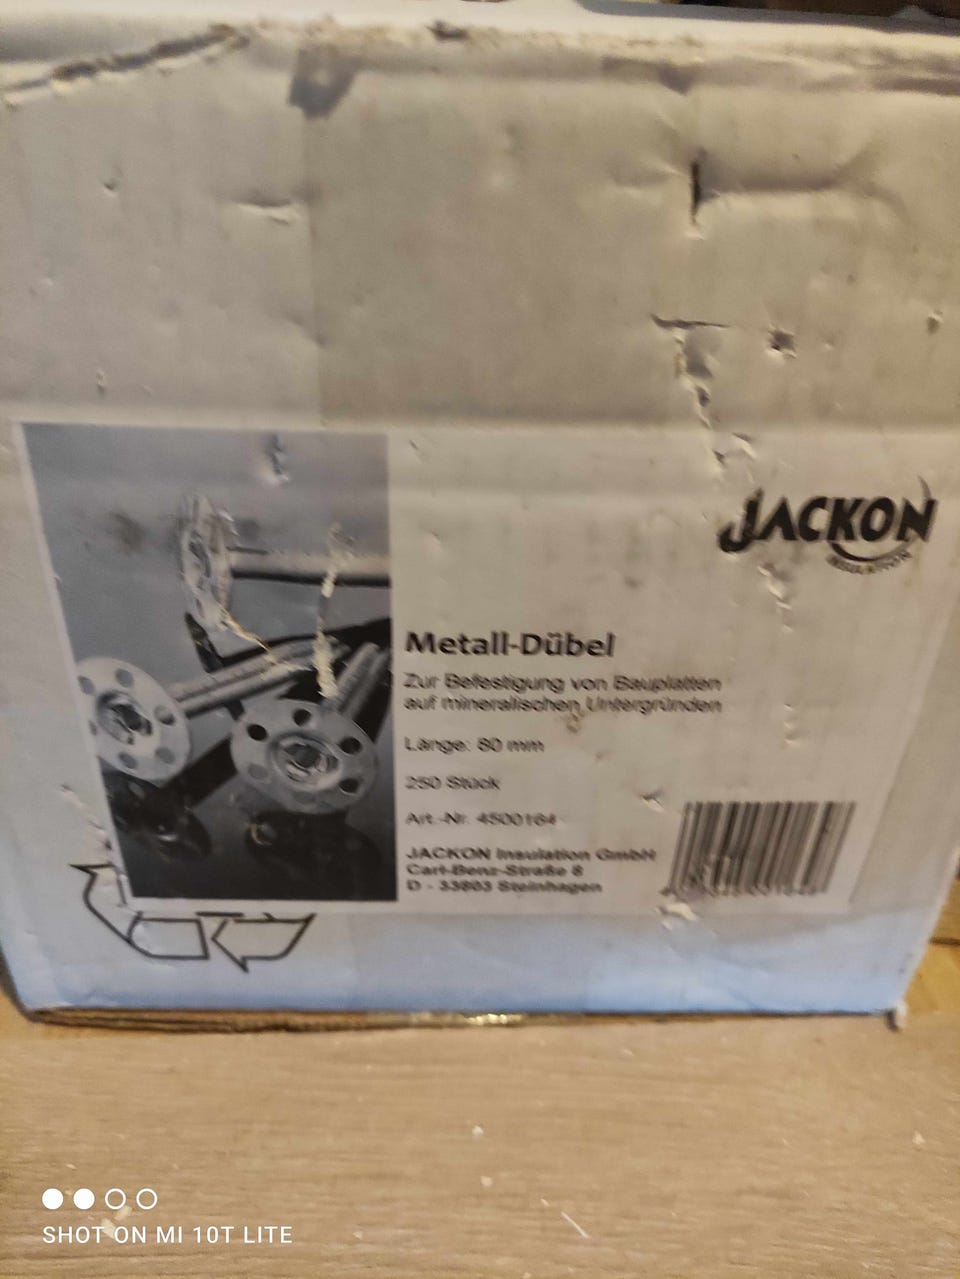 JACKON
INSULATION
Metall-Dübel
Zur Befestigung von Bauplatten
auf mineralischen Untergründen
Länge: 80 mm
250 Stück
Art.-Nr. 4500164
JACKON Insulation GmbH
Carl-Benz-Straße 8
D - 33803 Steinhagen
SHOT ON MI 10T LITE